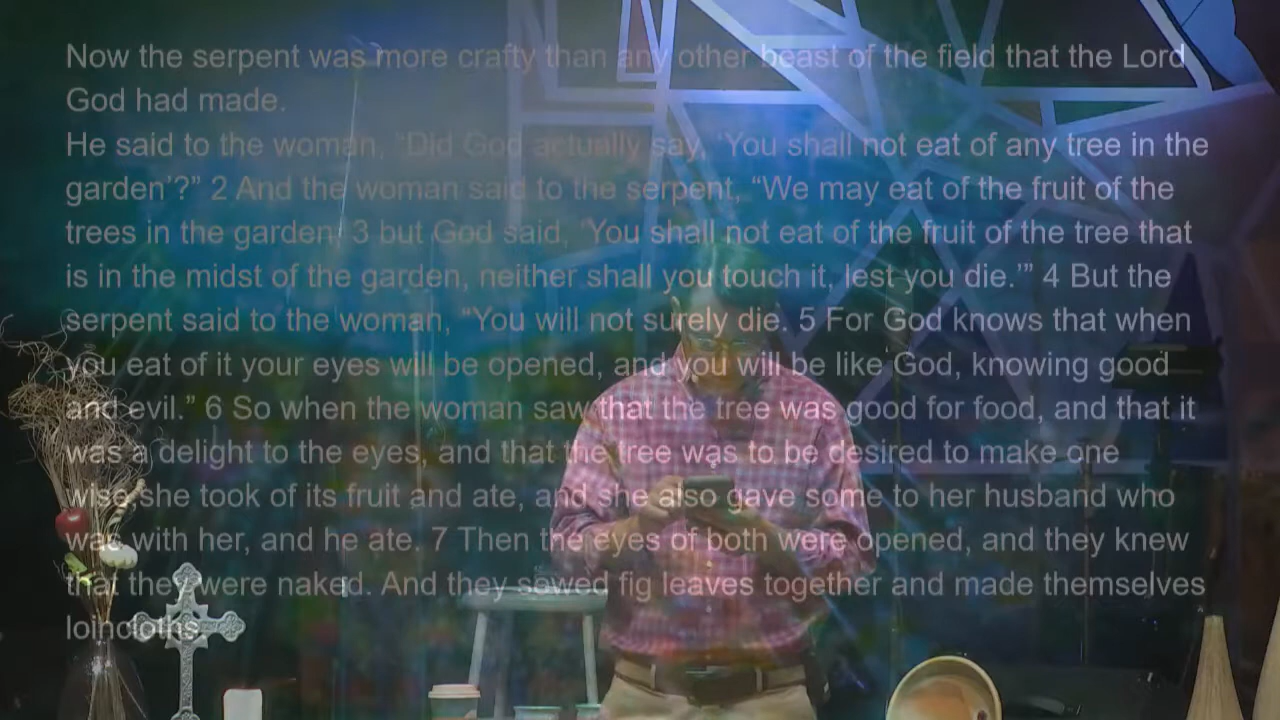 Now the serpent was more crafty than any other beast of the field that the Lord
God had made.
He said to the woman, “Did God actually say, ‘You shall not eat of any tree in the
garden’?” 2 And the woman said to the serpent, “We may eat of the fruit of the
trees in the garden, 3 but God said, ‘You shall not eat of the fruit of the tree that
is in the midst of the garden, neither shall you touch it, lest you die.’” 4 But the
serpent said to the woman, “You will not surely die. 5 For God knows that when
you eat of it your eyes will be opened, and you will be like God, knowing good
and evil.” 6 So when the woman saw that the tree was good for food, and that it
was a delight to the eyes, and that the tree was to be desired to make one
wise, she took of its fruit and ate, and she also gave some to her husband who
was with her, and he ate. 7 Then the eyes of both were opened, and they knew
that they were naked. And they sewed fig leaves together and made themselves
loincloths.